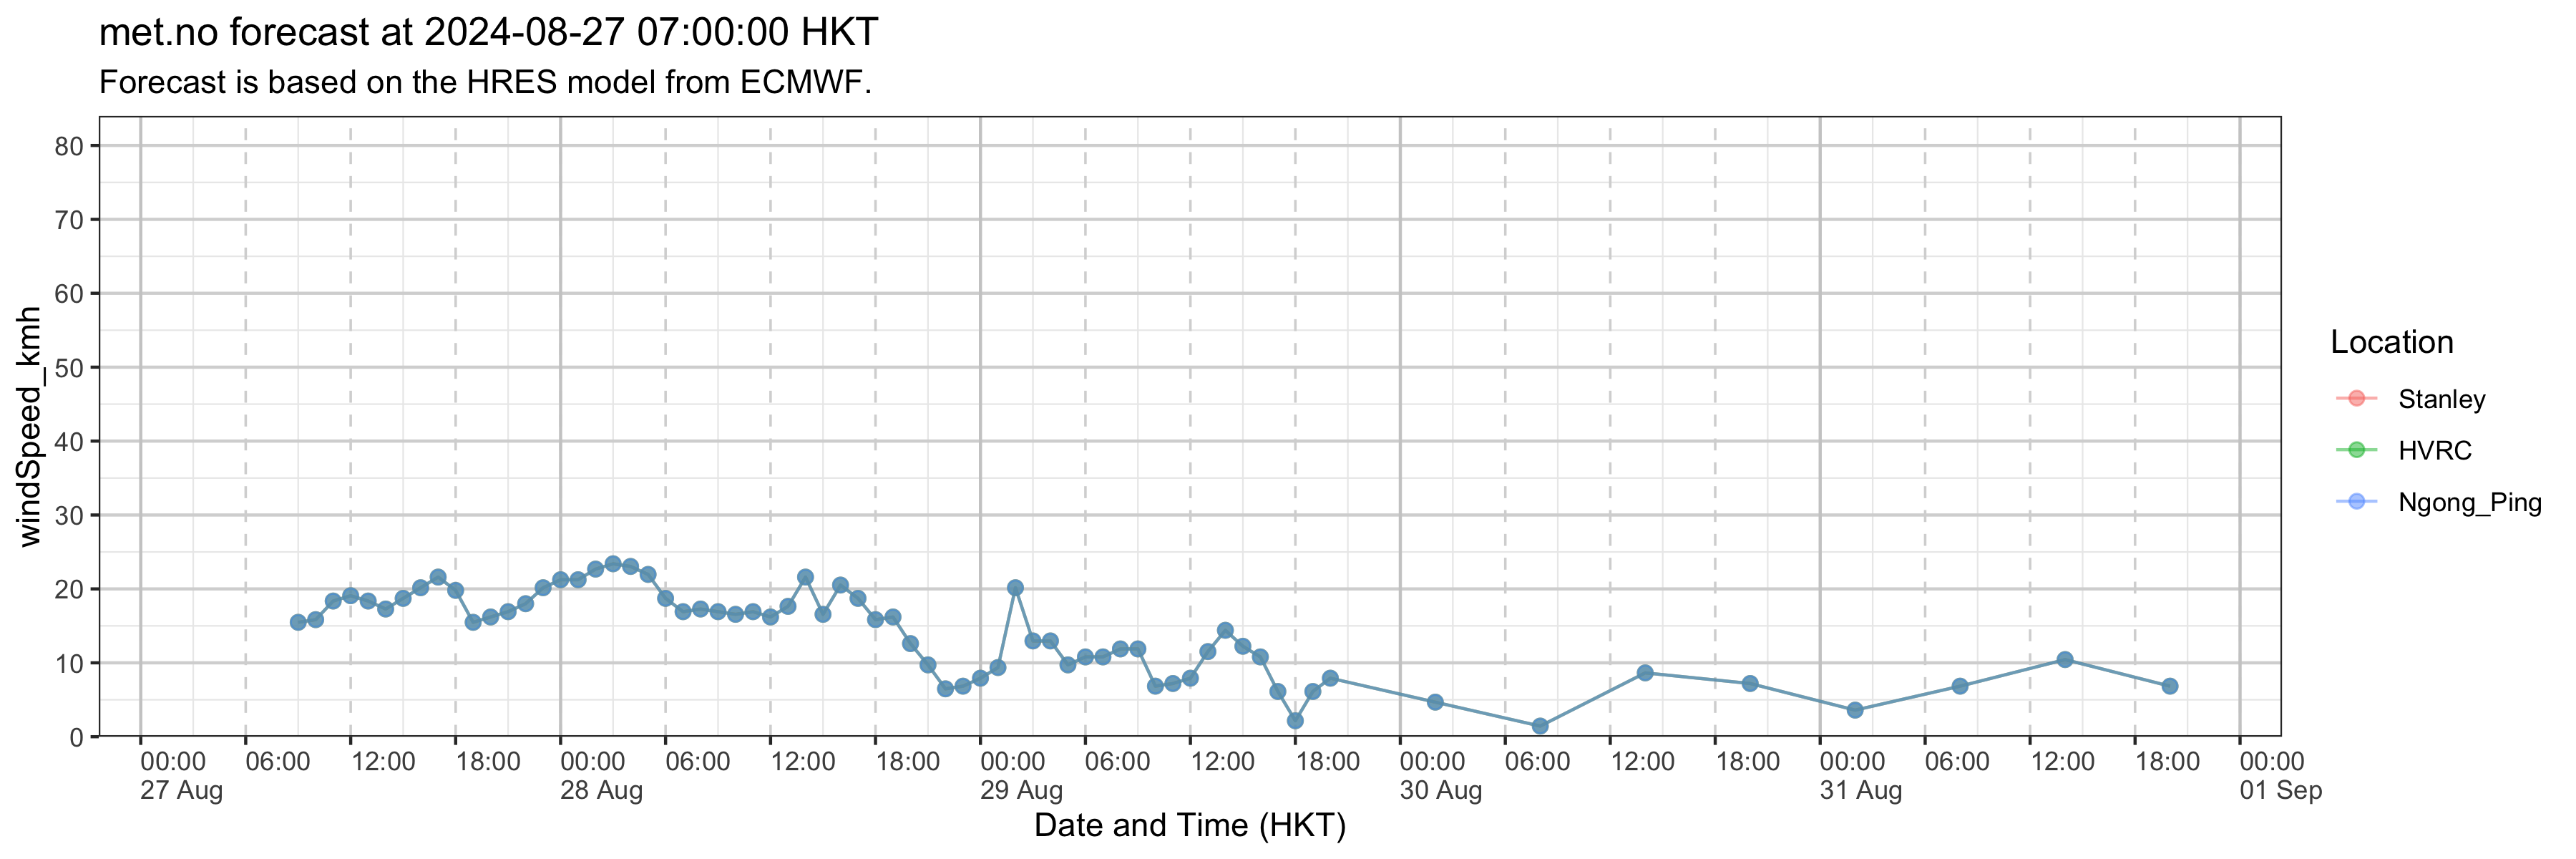 met.no forecast at 2024-08-27 07:00:00 HKT
Forecast is based on the HRES model from ECMWF.
windSpeed_kmh
80
70
60
50
40
30
20
10
0
00:00 06:00 12:00 18:00 00:00 06:00 12:00 18:00 00:00 06:00 12:00 18:00 00:00 06:00 12:00 18:00 00:00 06:00 12:00 18:00 00:00
27 Aug 28 Aug 29 Aug 30 Aug 31 Aug 01 Sep
Date and Time (HKT)
Location
Stanley
HVRC
Ngong_Ping